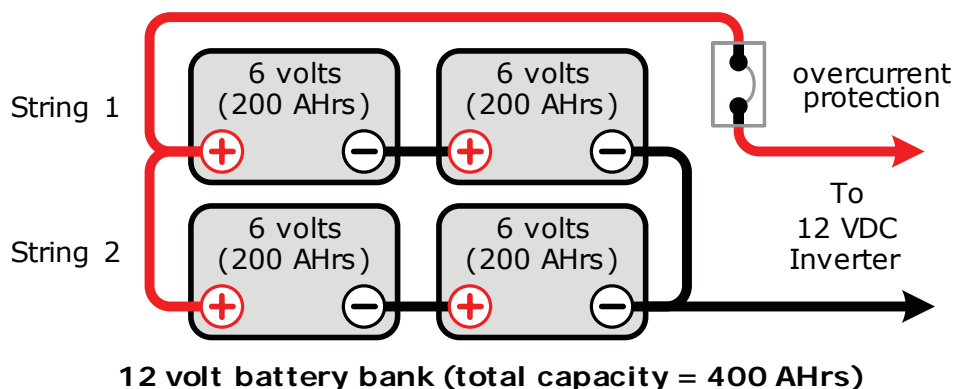 String 1
6 volts
(200 AHrs)
6 volts
(200 AHrs)
overcurrent
protection
String 2
6 volts
(200 AHrs)
6 volts
(200 AHrs)
To
12 VDC
Inverter
12 volt battery bank (total capacity = 400 AHrs)